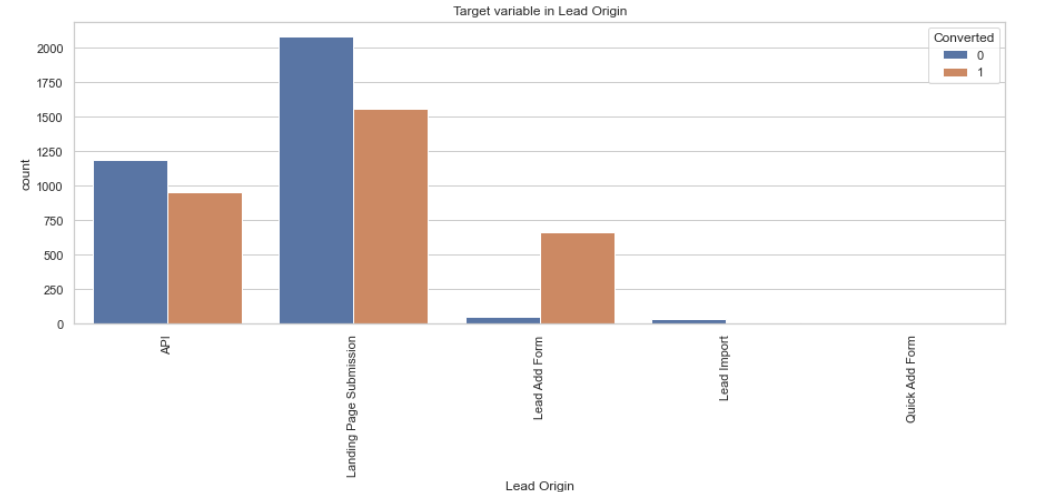 Target variable in Lead Origin
Converted
0
1
count
2000
1750
1500
1250
1000
750
500
250
0
API
Landing Page Submission
Lead Add Form
Lead Import
Quick Add Form
Lead Origin